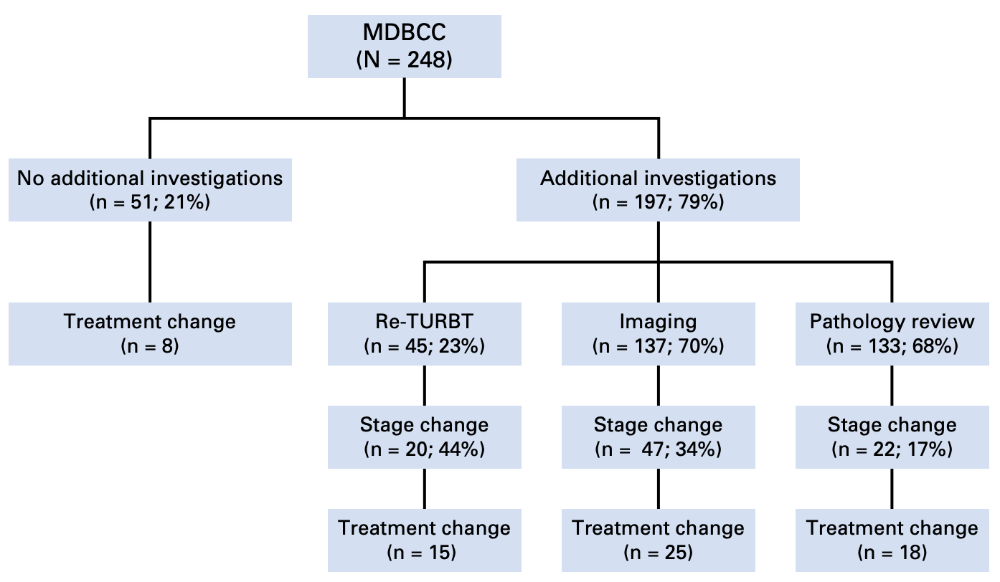 MDBCC
(N = 248)
No additional investigations
(n = 51; 21%)
Additional investigations
(n = 197; 79%)
Treatment change
(n = 8)
Re-TURBT
(n = 45; 23%)
Imaging
(n = 137; 70%)
Pathology review
(n = 133; 68%)
Stage change
(n = 20; 44%)
Stage change
(n =  47; 34%)
Stage change
(n = 22; 17%)
Treatment change
(n = 15)
Treatment change
(n = 25)
Treatment change
(n = 18)